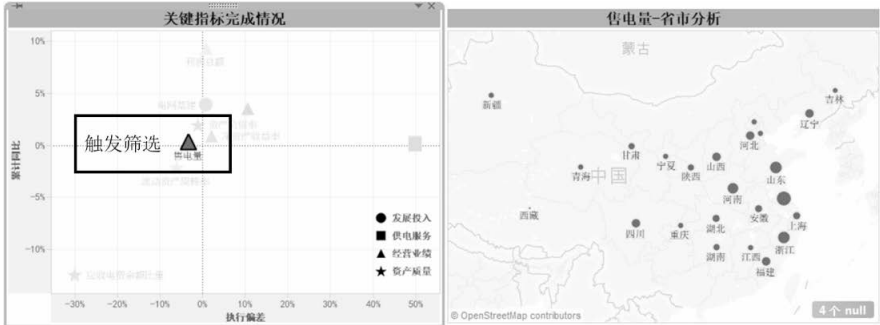 关键指标完成情况
10%
5%
0%
-5%
-10%
累计同比
触发筛选
售电量
发展投入
供电服务
经营业绩
资产质量
-30%
-20%
-10%
0%
10%
20%
30%
40%
50%
执行偏差
售电量-省市分析
蒙古
新疆
吉林
辽宁
河北
甘肃
宁夏
山西
青海
中国
陕西
山东
河南
西藏
安徽
上海
四川
重庆
湖北
浙江
湖南
江西
福建
© OpenStreetMap contributors
4 个 null